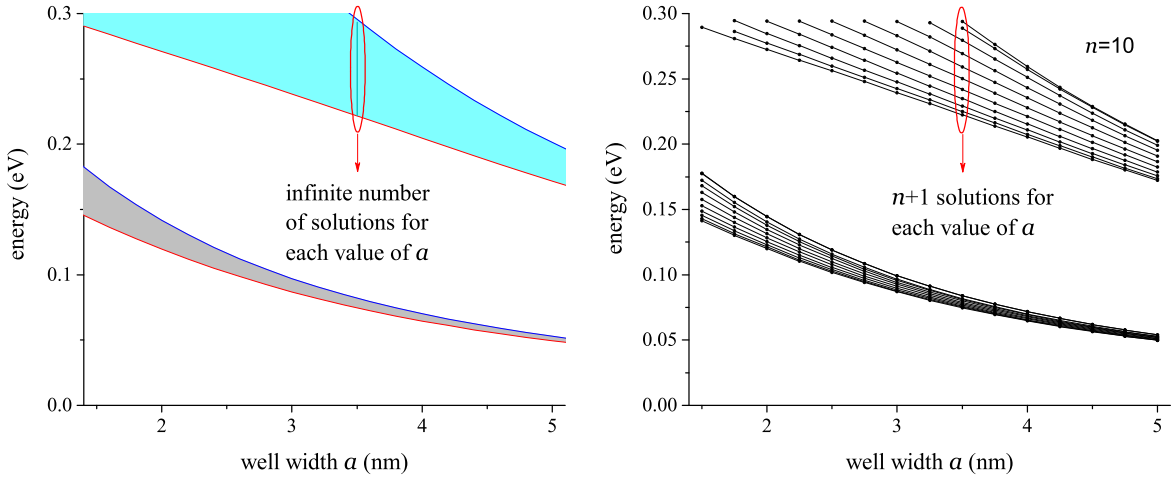 0.3
0.2
0.1
0.0
energy (eV)
infinite number
of solutions for
each value of a
2
3
4
5
well width a (nm)
0.30
0.25
0.20
0.15
0.10
0.05
0.00
energy (eV)
n=10
n+1 solutions for
each value of a
2
3
4
5
well width a (nm)